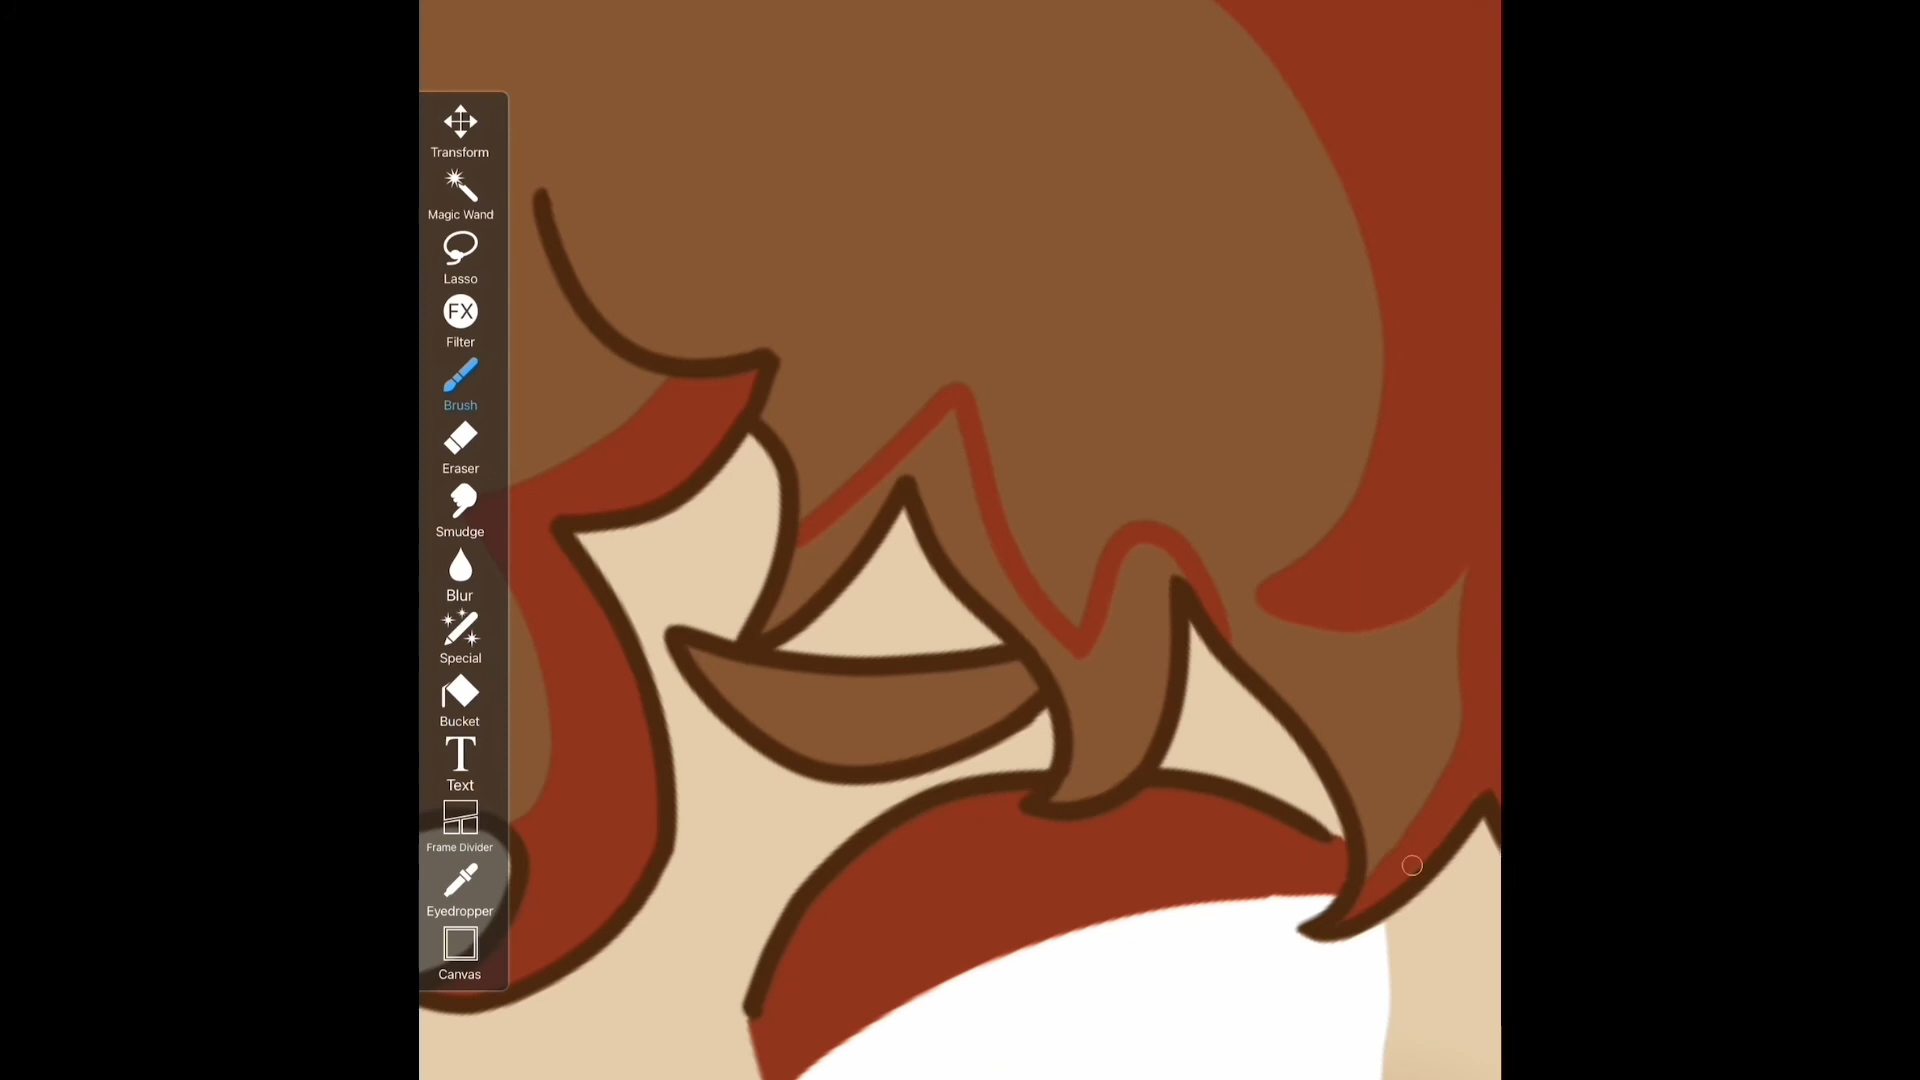 Transform
Magic Wand
Lasso
FX
Filter
Brush
Eraser
Smudge
Blur
Special
Bucket
T
Text
Frame Divider
Eyedropper
Canvas